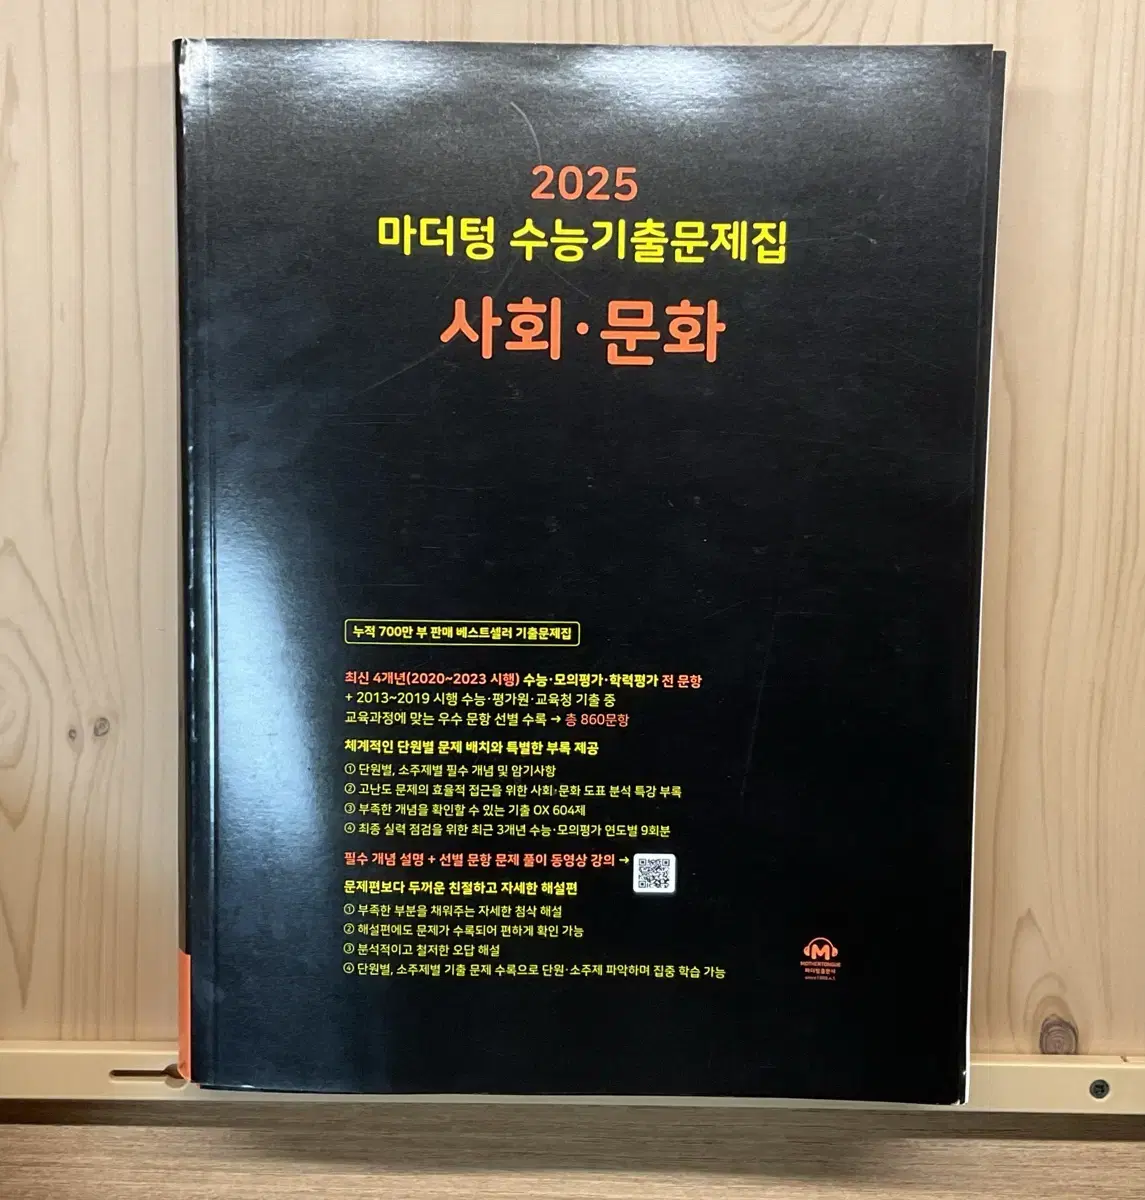 2025
마더텅 수능기출문제집
사회·문화
누적 700만 부 판매 베스트셀러 기출문제집
최신 4개년(2020~2023 시행) 수능·모의평가·학력평가 전 문항
+ 2013~2019 시행 수능·평가원·교육청 기출 중
교육과정에 맞는 우수 문항 선별 수록 → 총 860문항
체계적인 단원별 문제 배치와 특별한 부록 제공
① 단원별, 소주제별 필수 개념 및 암기사항
② 고난도 문제의 효율적 접근을 위한 사회·문화 도표 분석 특강 부록
③ 부족한 개념을 확인할 수 있는 기출 OX 604제
④ 최종 실력 점검을 위한 최근 3개년 수능·모의평가 연도별 9회분
필수 개념 설명 + 선별 문항 문제 풀이 동영상 강의 →
문제편보다 두꺼운 친절하고 자세한 해설편
① 부족한 부분을 채워주는 자세한 첨삭 해설
② 해설편에도 문제가 수록되어 편하게 확인 가능
③ 분석적이고 철저한 오답 해설
④ 단원별, 소주제별 기출 문제 수록으로 단원·소주제 파악하며 집중 학습 가능
M
MOTHERTONGUE
마더텅출판사